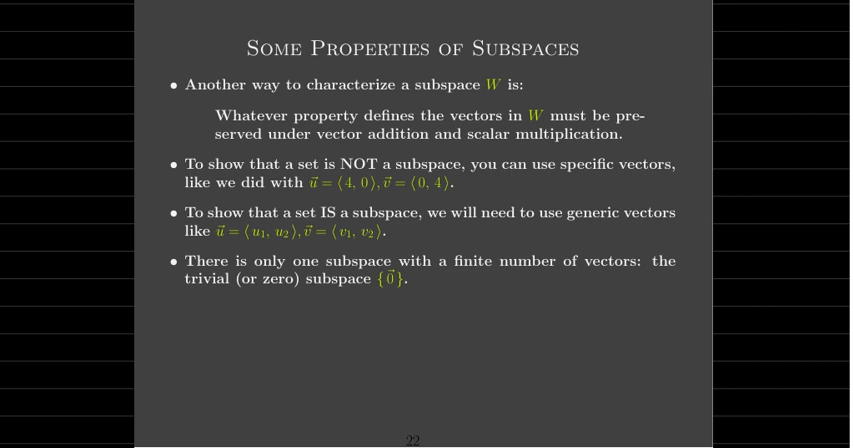 Some Properties of Subspaces
• Another way to characterize a subspace W is:
Whatever property defines the vectors in W must be pre-
served under vector addition and scalar multiplication.
• To show that a set is NOT a subspace, you can use specific vectors,
like we did with u⃗ = ⟨4, 0⟩, v⃗ = ⟨0, 4⟩.
• To show that a set IS a subspace, we will need to use generic vectors
like u⃗ = ⟨u₁, u₂⟩, v⃗ = ⟨v₁, v₂⟩.
• There is only one subspace with a finite number of vectors: the
trivial (or zero) subspace {0⃗}.
22